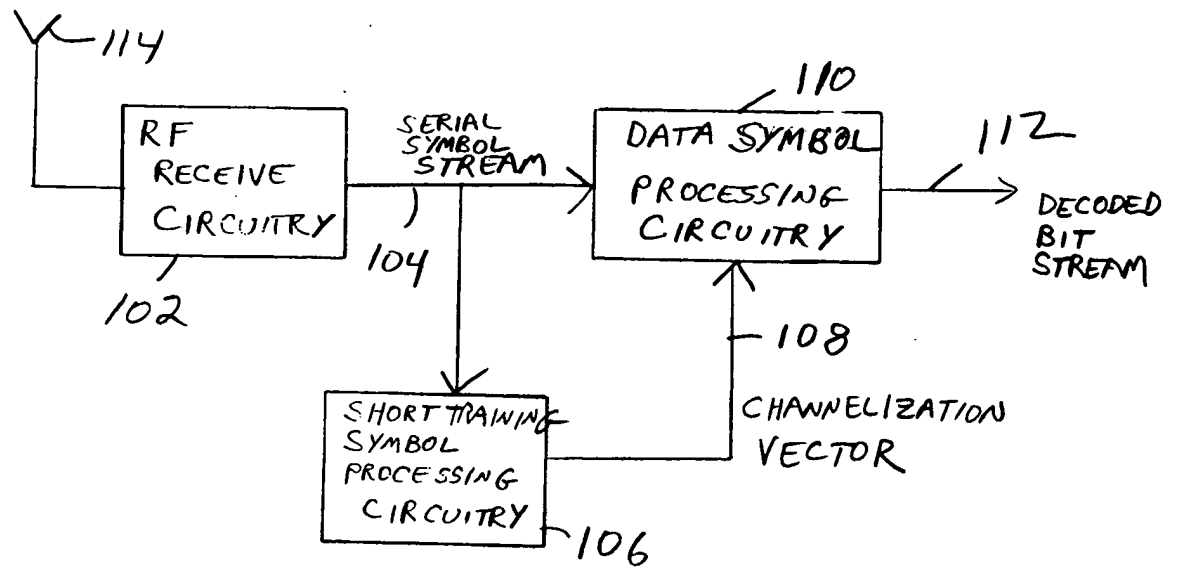 114
RF
RECEIVE
CIRCUITRY
102
SERIAL
SYMBOL
STREAM
104
110
DATA SYMBOL
PROCESSING
CIRCUITRY
112
DECODED
BIT
STREAM
108
CHANNELIZATION
VECTOR
SHORT TRAINING
SYMBOL
PROCESSING
CIRCUITRY
106